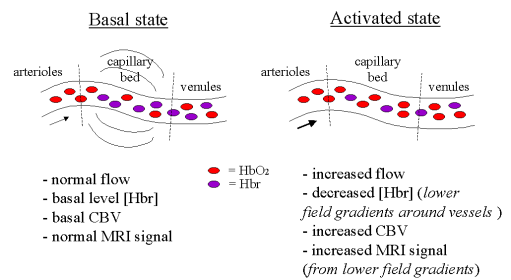 Basal state
Activated state
arterioles
capillary
bed
venules
arterioles
capillary
bed
venules
= HbO2
= Hbr
- normal flow
- basal level [Hbr]
- basal CBV
- normal MRI signal
- increased flow
- decreased [Hbr] (lower
field gradients around vessels )
- increased CBV
- increased MRI signal
(from lower field gradients)